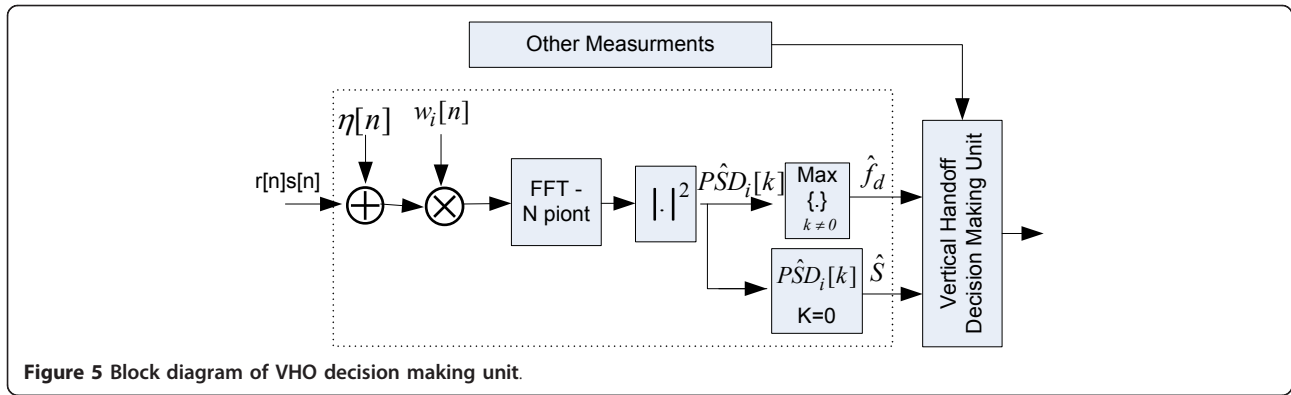 Other Measurments
η[n]
w_i[n]
r[n]s[n]
+
×
FFT -
N piont
|.|²
PŜD_i[k]
Max
{.}
k ≠ 0
f̂_d
PŜD_i[k]
K=0
Ŝ
Vertical Handoff
Decision Making Unit
Figure 5 Block diagram of VHO decision making unit.